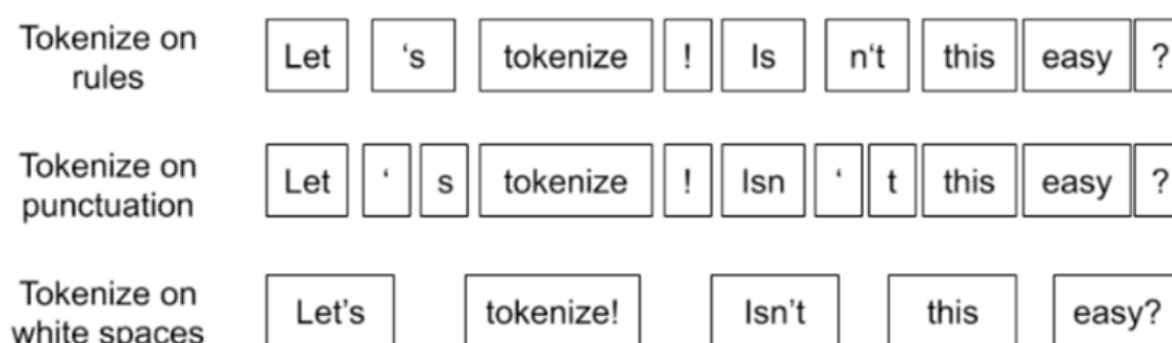 Tokenize on
rules
Let 's tokenize ! Is n't this easy ?
Tokenize on
punctuation
Let ' s tokenize ! Isn ' t this easy ?
Tokenize on
white spaces
Let's tokenize! Isn't this easy?